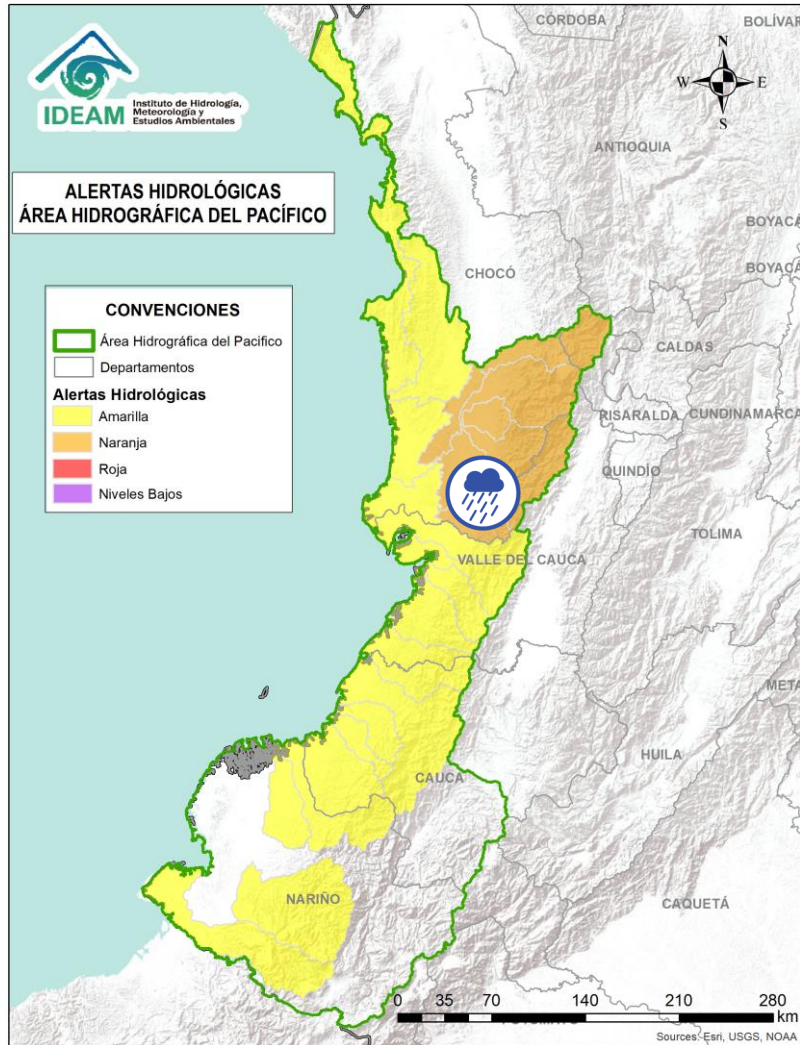 CÓRDOBA
BOLÍVAR
IDEAM
Instituto de Hidrología,
Meteorología y
Estudios Ambientales
N
W E
S
ANTIOQUIA
ALERTAS HIDROLÓGICAS
ÁREA HIDROGRÁFICA DEL PACÍFICO
BOYACÁ
BOYACÁ
CHOCÓ
CONVENCIONES
Área Hidrográfica del Pacifico
Departamentos
Alertas Hidrológicas
Amarilla
Naranja
Roja
Niveles Bajos
CALDAS
RISARALDA
CUNDINAMARCA
QUINDÍO
TOLIMA
VALLE DEL CAUCA
META
HUILA
CAUCA
NARIÑO
CAQUETÁ
0 35 70 140 210 280
km
Sources: Esri, USGS, NOAA